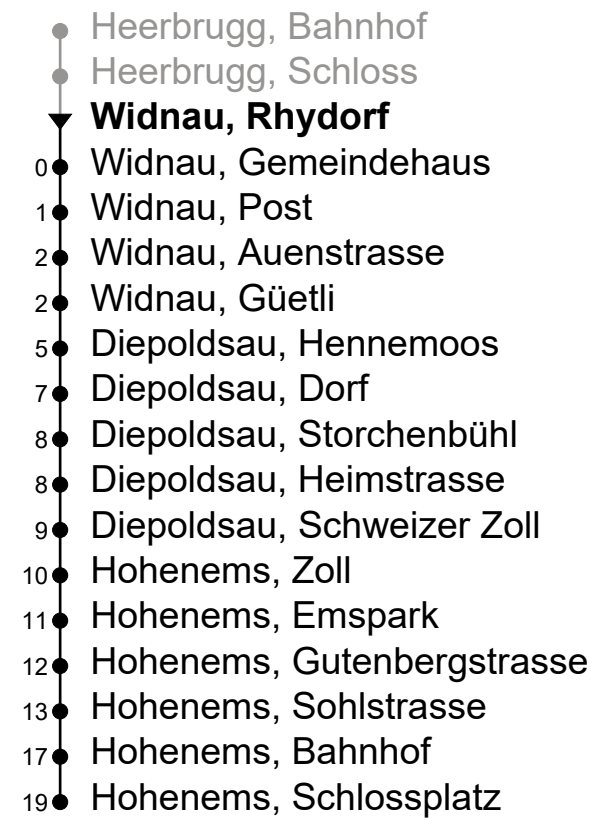 Heerbrugg, Bahnhof
Heerbrugg, Schloss
Widnau, Rhydorf
0 Widnau, Gemeindehaus
1 Widnau, Post
2 Widnau, Auenstrasse
2 Widnau, Güetli
5 Diepoldsau, Hennemoos
7 Diepoldsau, Dorf
8 Diepoldsau, Storchenbühl
8 Diepoldsau, Heimstrasse
9 Diepoldsau, Schweizer Zoll
10 Hohenems, Zoll
11 Hohenems, Emspark
12 Hohenems, Gutenbergstrasse
13 Hohenems, Sohlstrasse
17 Hohenems, Bahnhof
19 Hohenems, Schlossplatz